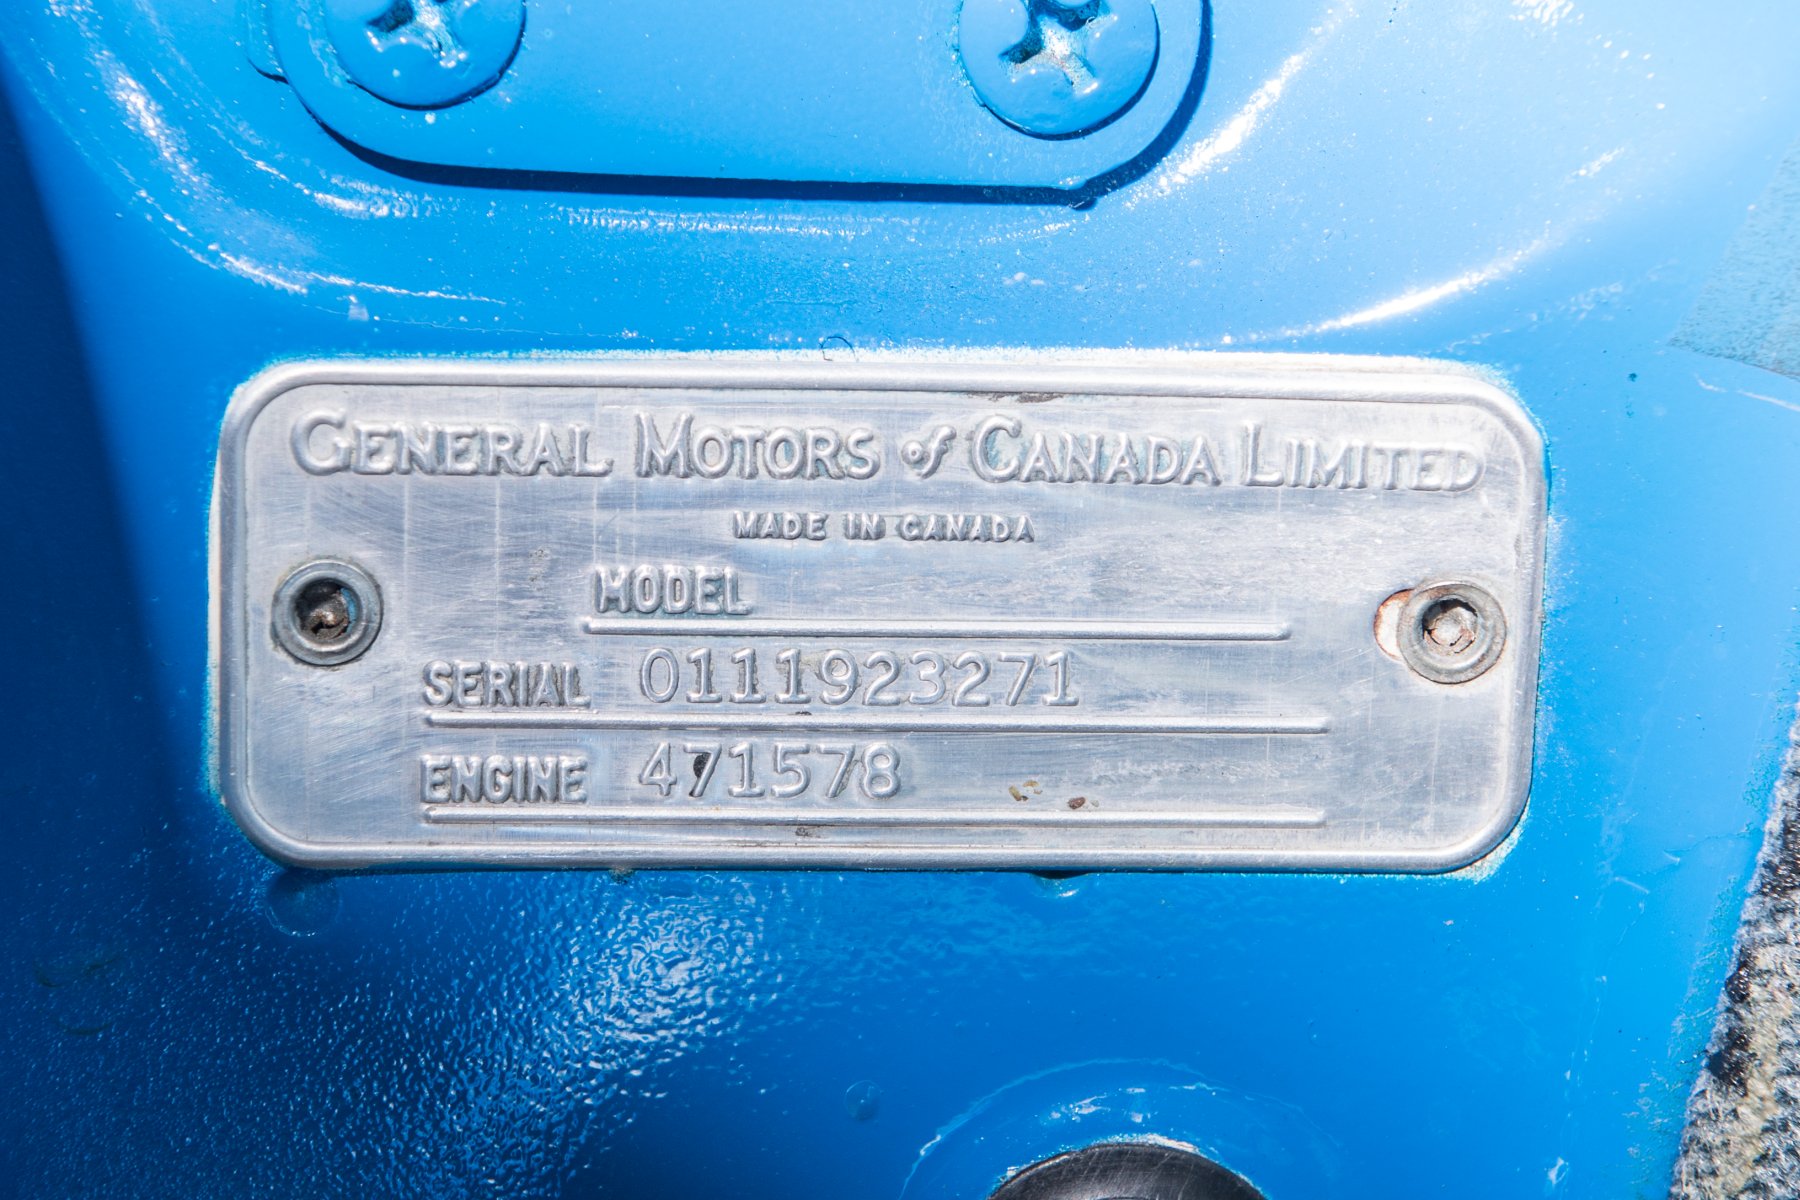 GENERAL MOTORS of CANADA LIMITED
MADE IN CANADA
MODEL
SERIAL 0111923271
ENGINE 471578